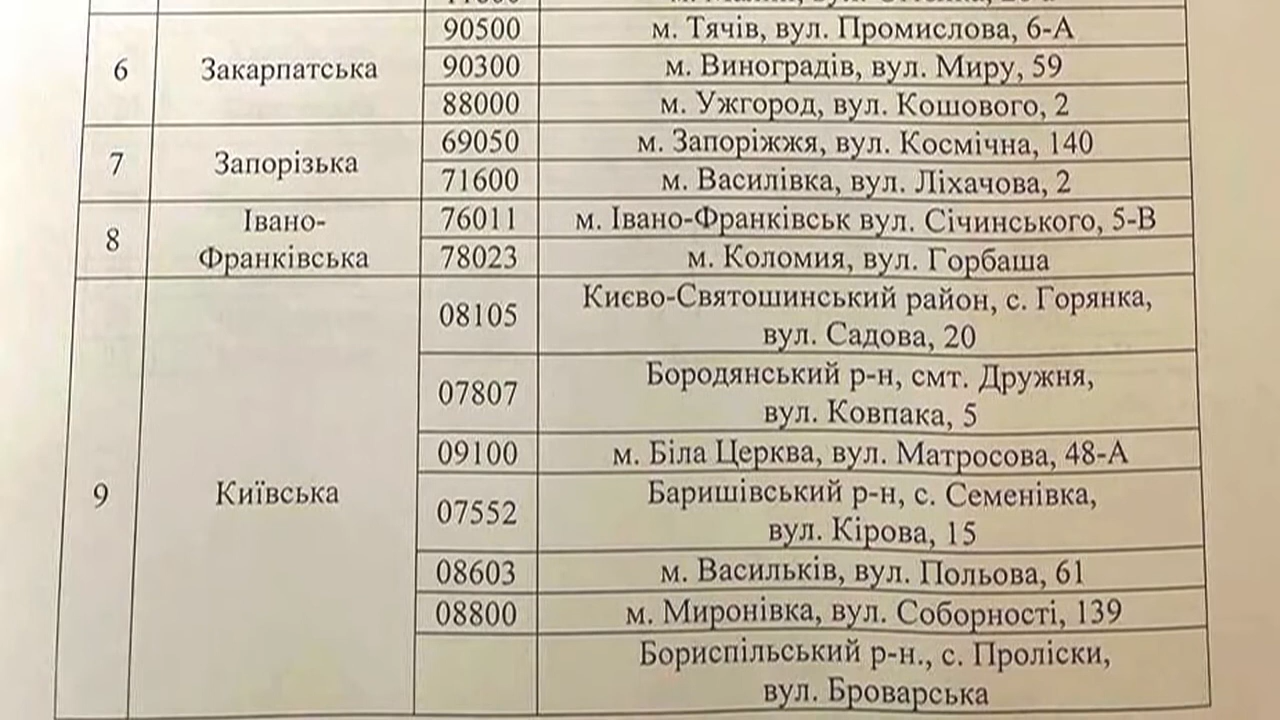 90500 м. Тячів, вул. Промислова, 6-А
6 Закарпатська 90300 м. Виноградів, вул. Миру, 59
88000 м. Ужгород, вул. Кошового, 2
7 Запорізька 69050 м. Запоріжжя, вул. Космічна, 140
71600 м. Василівка, вул. Ліхачова, 2
8 Івано- 76011 м. Івано-Франківськ вул. Січинського, 5-В
Франківська 78023 м. Коломия, вул. Горбаша
08105 Києво-Святошинський район, с. Горянка,
вул. Садова, 20
07807 Бородянський р-н, смт. Дружня,
вул. Ковпака, 5
09100 м. Біла Церква, вул. Матросова, 48-А
9 Київська 07552 Баришівський р-н, с. Семенівка,
вул. Кірова, 15
08603 м. Васильків, вул. Польова, 61
08800 м. Миронівка, вул. Соборності, 139
Бориспільський р-н., с. Проліски,
вул. Броварська